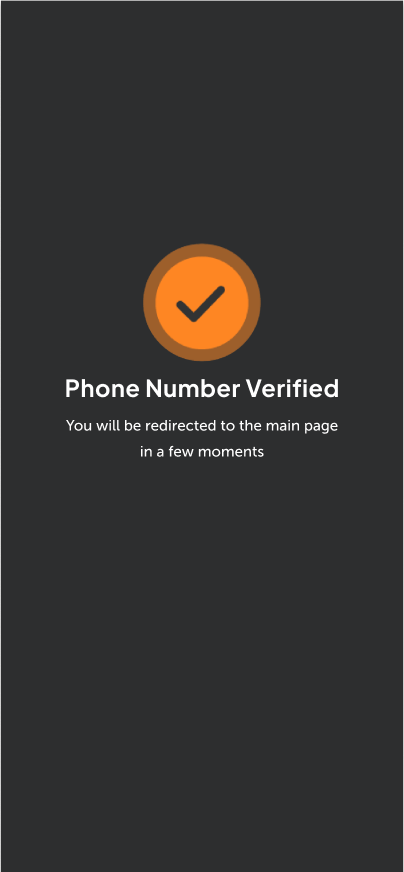 Phone Number Verified
You will be redirected to the main page
in a few moments